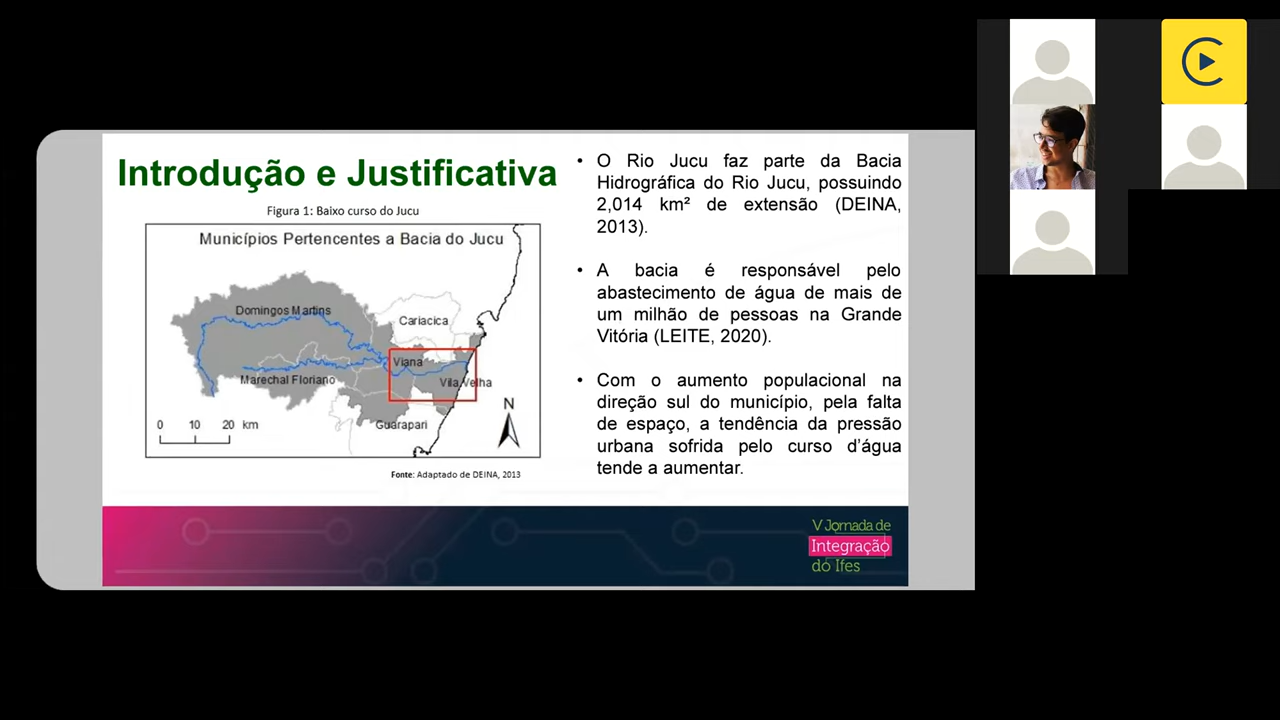 Introdução e Justificativa
Figura 1: Baixo curso do Jucu
Municípios Pertencentes a Bacia do Jucu
Domingos Martins
Cariacica
Viana
Marechal Floriano
Vila Velha
Guarapari
N
0 10 20 km
Fonte: Adaptado de DEINA, 2013
• O Rio Jucu faz parte da Bacia
Hidrográfica do Rio Jucu, possuindo
2,014 km² de extensão (DEINA,
2013).
• A bacia é responsável pelo
abastecimento de água de mais de
um milhão de pessoas na Grande
Vitória (LEITE, 2020).
• Com o aumento populacional na
direção sul do município, pela falta
de espaço, a tendência da pressão
urbana sofrida pelo curso d’água
tende a aumentar.
V Jornada de
Integração
do Ifes